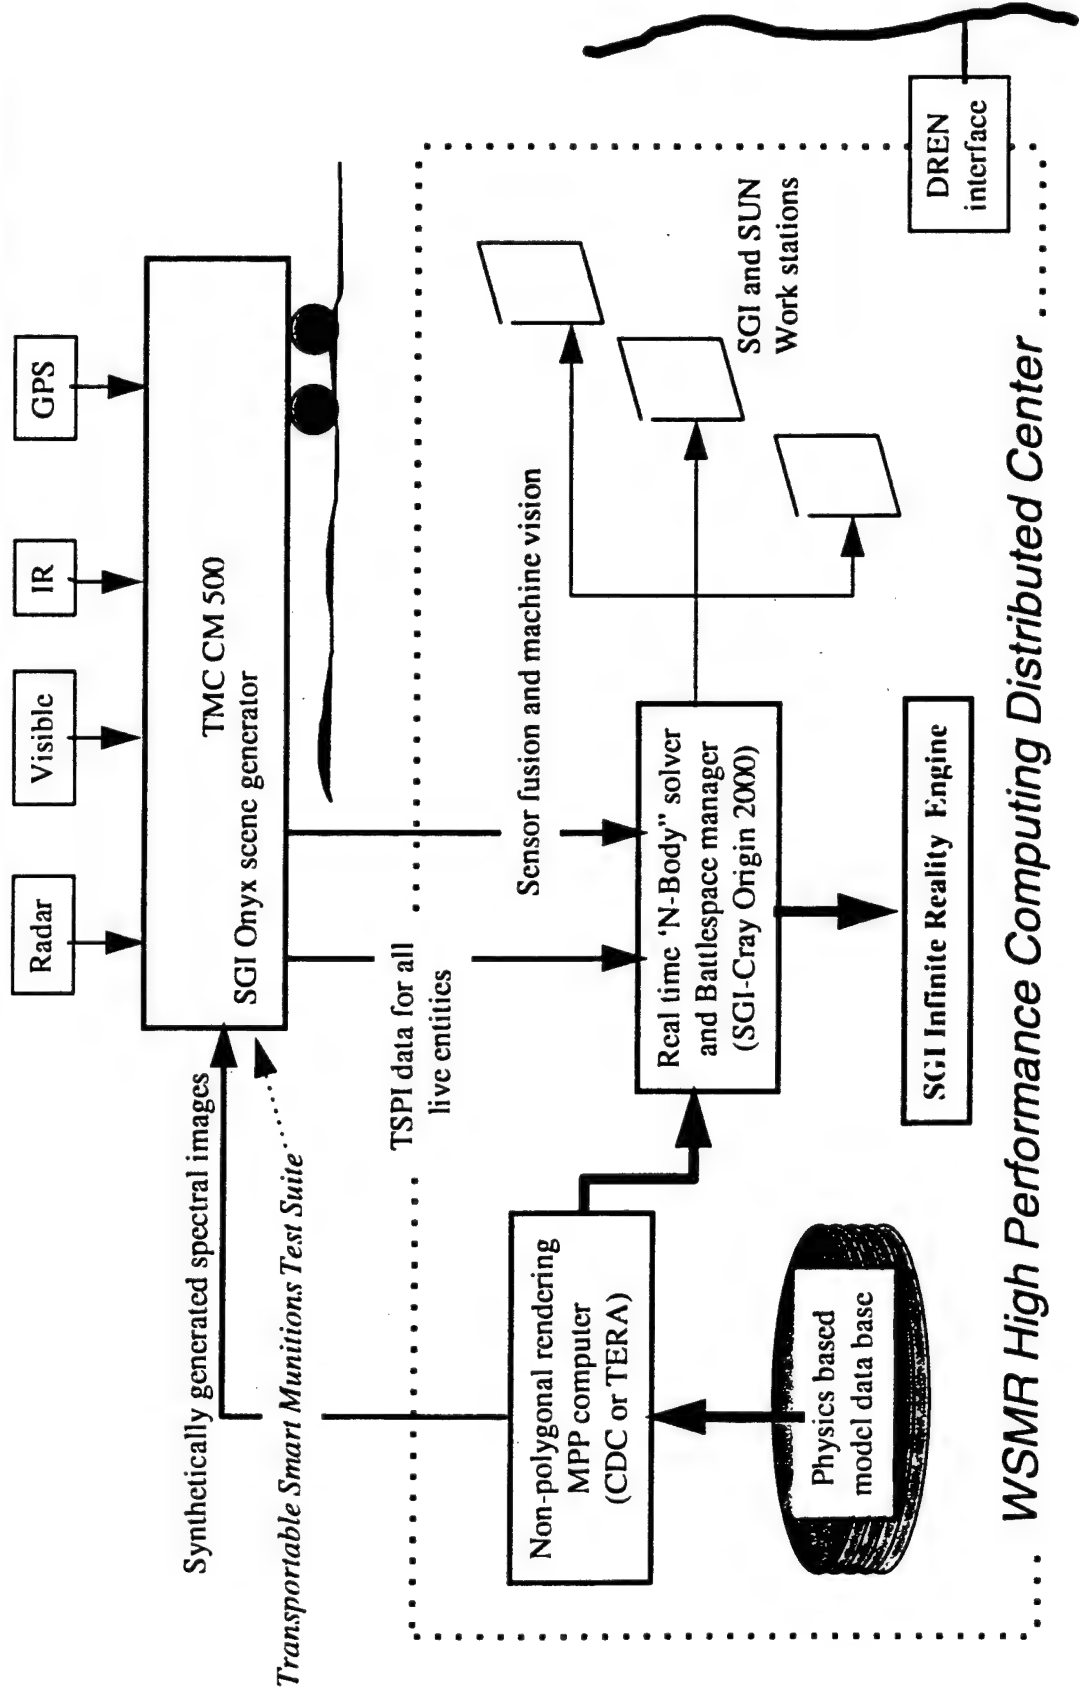 Radar
Visible
IR
GPS
TMC CM 500
SGI Onyx scene generator
Synthetically generated spectral images
Transportable Smart Munitions Test Suite
TSPI data for all
live entities
Sensor fusion and machine vision
Non-polygonal rendering
MPP computer
(CDC or TERA)
Real time ‘N-Body” solver
and Battlespace manager
(SGI-Cray Origin 2000)
SGI and SUN
Work stations
Physics based
model data base
SGI Infinite Reality Engine
DREN
interface
WSMR High Performance Computing Distributed Center